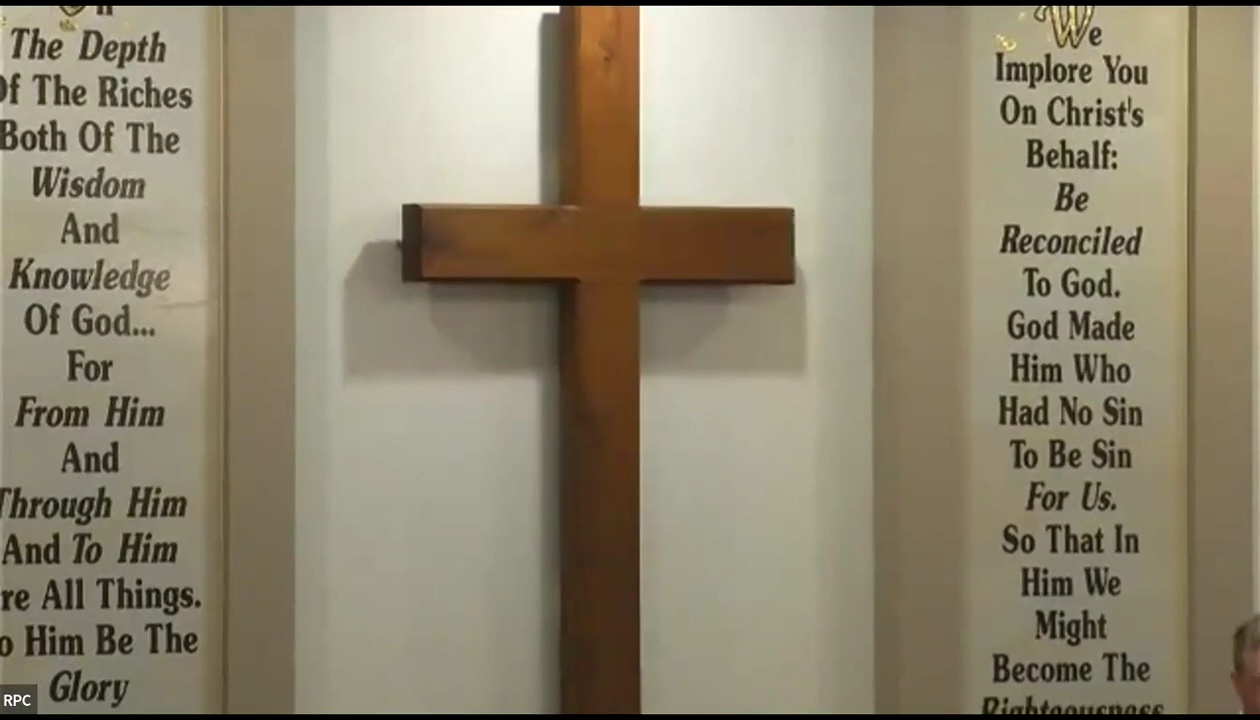 The Depth
Of The Riches
Both Of The
Wisdom
And
Knowledge
Of God...
For
From Him
And
Through Him
And To Him
re All Things.
o Him Be The
Glory
We
Implore You
On Christ's
Behalf:
Be
Reconciled
To God.
God Made
Him Who
Had No Sin
To Be Sin
For Us.
So That In
Him We
Might
Become The
Righteousness
RPC